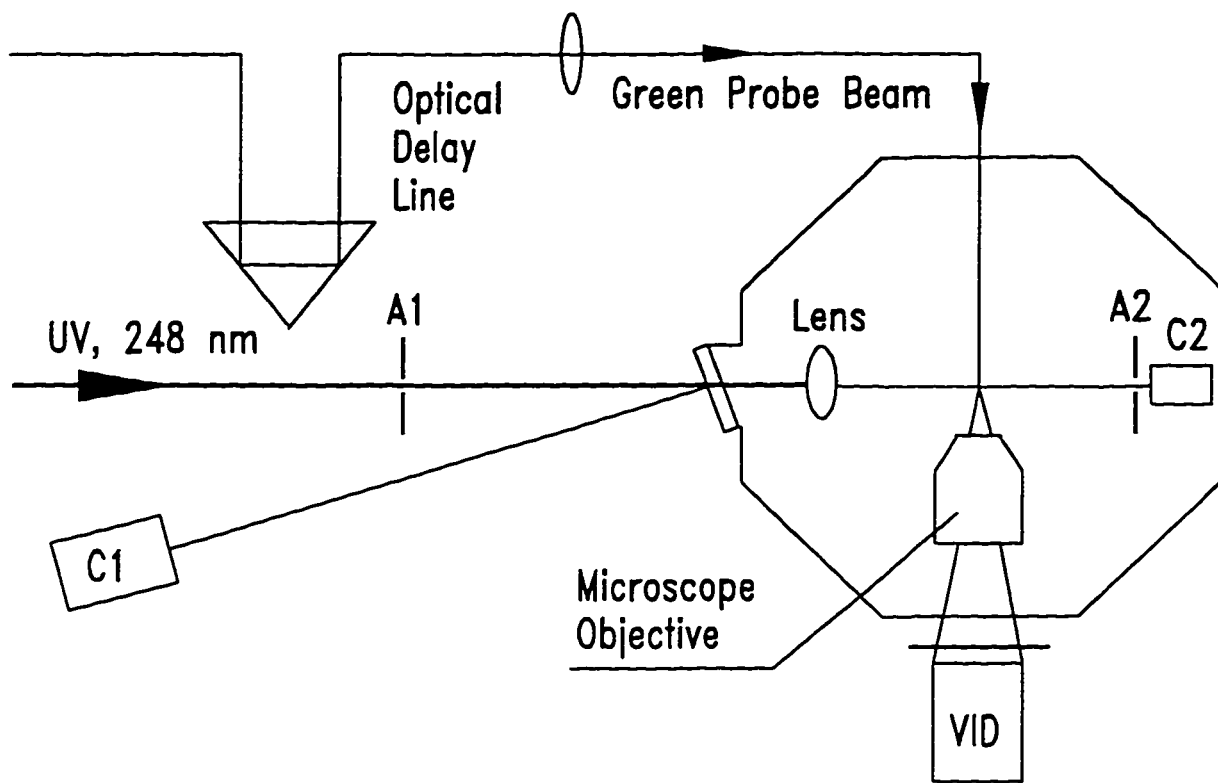 Optical
Delay
Line
Green Probe Beam
UV, 248 nm
A1
Lens
A2
C2
C1
Microscope
Objective
VID